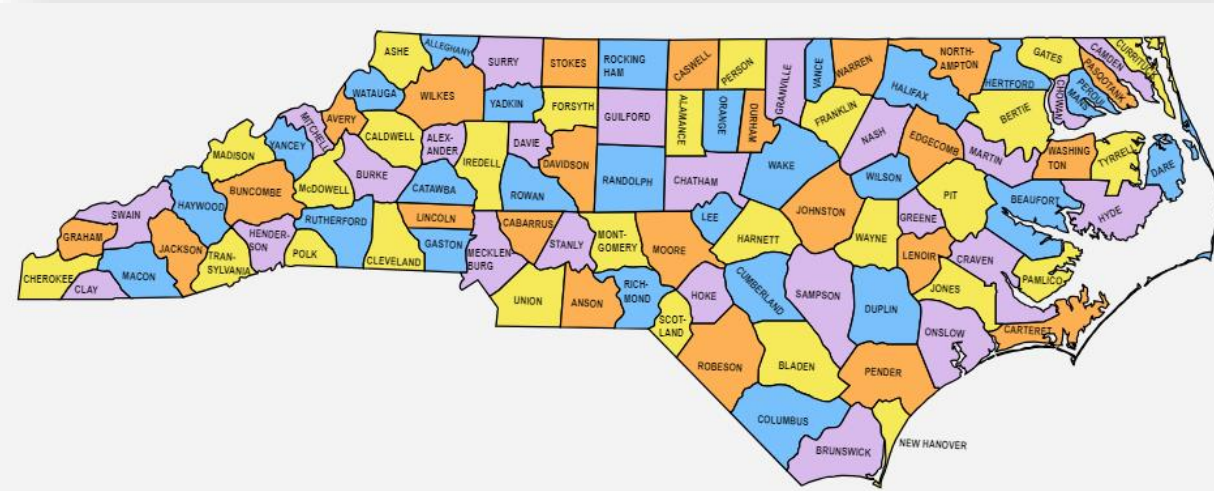 ASHE
ALLEGHANY
SURRY
STOKES
ROCKING
HAM
CASWELL
PERSON
GRANVILLE
VANCE
WARREN
NORTH-
AMPTON
GATES
HERTFORD
CAMDEN
CURRITUCK
PASQOTANK
PERQUI
MANS
CHOWAN
WATAUGA
WILKES
YADKIN
FORSYTH
GUILFORD
ALAMANCE
ORANGE
DURHAM
FRANKLIN
HALIFAX
BERTIE
MITCHELL
AVERY
CALDWELL
ALEX-
ANDER
IREDELL
DAVIE
DAVIDSON
RANDOLPH
CHATHAM
WAKE
NASH
EDGECOMB
MARTIN
WASHING
TON
TYRRELL
DARE
MADISON
YANCEY
McDOWELL
BURKE
CATAWBA
ROWAN
WILSON
PIT
BEAUFORT
HYDE
SWAIN
HAYWOOD
BUNCOMBE
RUTHERFORD
LINCOLN
CABARRUS
STANLY
MONT-
GOMERY
MOORE
LEE
HARNETT
JOHNSTON
WAYNE
GREENE
GRAHAM
JACKSON
HENDER-
SON
POLK
CLEVELAND
GASTON
MECKLEN
BURG
LENOIR
CRAVEN
PAMLICO
CHEROKEE
CLAY
MACON
TRAN-
SYLVANIA
UNION
ANSON
RICH-
MOND
SCOT-
LAND
HOKE
CUMBERLAND
SAMPSON
DUPLIN
JONES
ONSLOW
CARTERET
ROBESON
BLADEN
PENDER
COLUMBUS
BRUNSWICK
NEW HANOVER